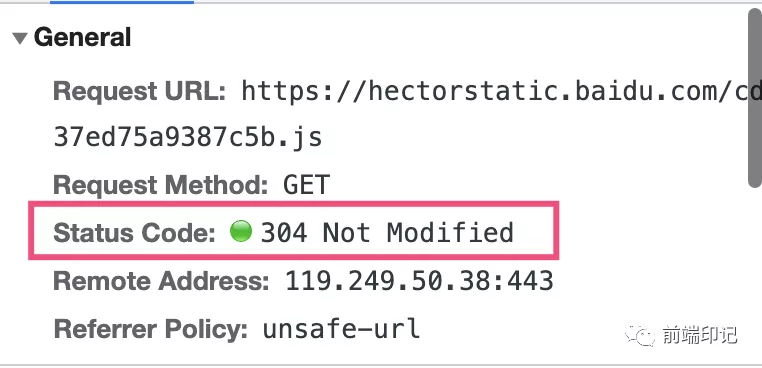 General
Request URL: https://hectorstatic.baidu.com/cd
37ed75a9387c5b.js
Request Method: GET
Status Code: 304 Not Modified
Remote Address: 119.249.50.38:443
Referrer Policy: unsafe-url
前端印记